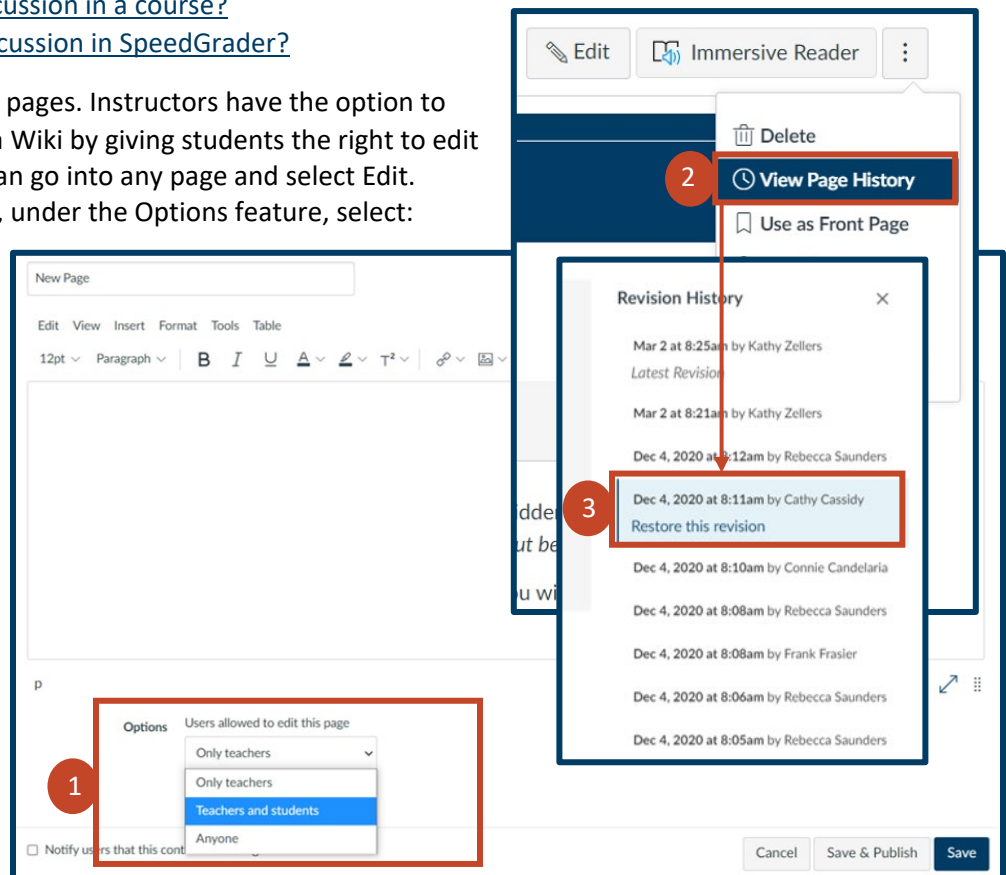 cussion in a course?
cussion in SpeedGrader?
pages. Instructors have the option to
Wiki by giving students the right to edit
an go into any page and select Edit.
, under the Options feature, select:
Edit Immersive Reader
Delete
2 View Page History
Use as Front Page
New Page
Edit View Insert Format Tools Table
12pt Paragraph B I U A T²
Revision History
Mar 2 at 8:25am by Kathy Zellers
Latest Revision
Mar 2 at 8:21am by Kathy Zellers
Dec 4, 2020 at 8:12am by Rebecca Saunders
3 Dec 4, 2020 at 8:11am by Cathy Cassidy
Restore this revision
Dec 4, 2020 at 8:10am by Connie Candelaria
Dec 4, 2020 at 8:08am by Rebecca Saunders
Dec 4, 2020 at 8:08am by Frank Frasier
Dec 4, 2020 at 8:06am by Rebecca Saunders
Dec 4, 2020 at 8:05am by Rebecca Saunders
idde
ut be
u wi
p
Options Users allowed to edit this page
Only teachers
1
Only teachers
Teachers and students
Anyone
Notify users that this cont
Cancel Save & Publish Save